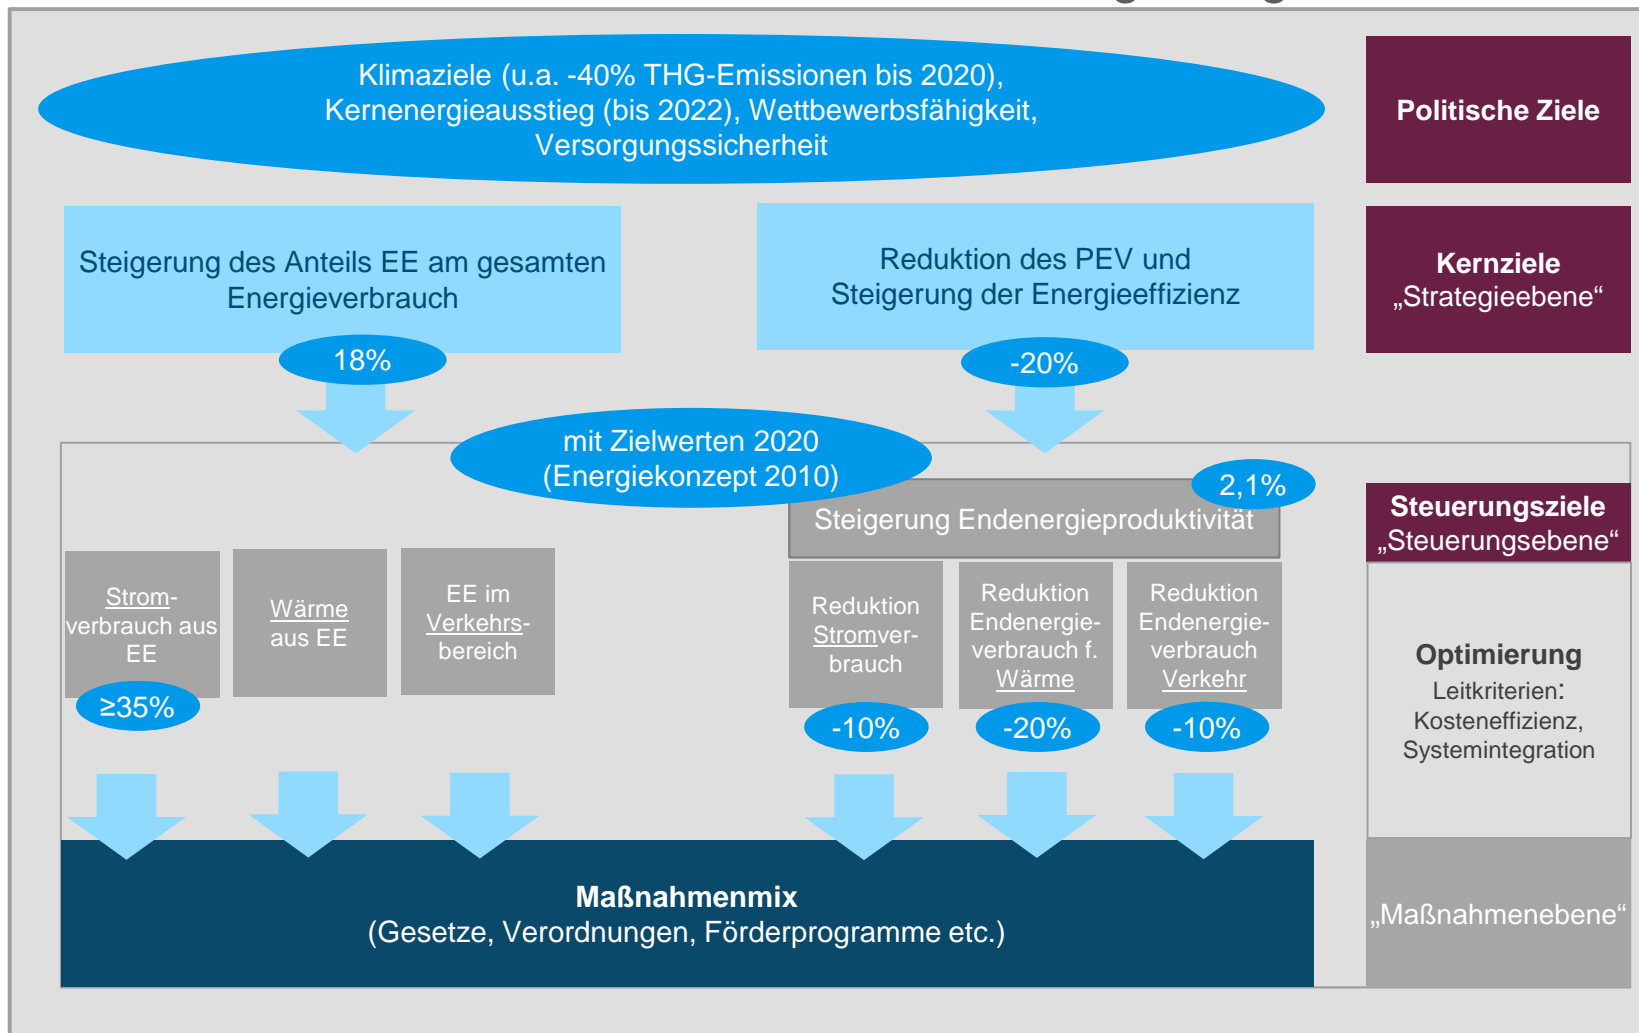 Klimaziele (u.a. -40% THG-Emissionen bis 2020),
Kernenergieausstieg (bis 2022), Wettbewerbsfähigkeit,
Versorgungssicherheit
Politische Ziele
Steigerung des Anteils EE am gesamten
Energieverbrauch
18%
Reduktion des PEV und
Steigerung der Energieeffizienz
-20%
Kernziele
„Strategieebene“
mit Zielwerten 2020
(Energiekonzept 2010)
2,1%
Steigerung Endenergieproduktivität
Steuerungsziele
„Steuerungsebene“
Strom-
verbrauch aus
EE
≥35%
Wärme
aus EE
EE im
Verkehrs-
bereich
Reduktion
Stromver-
brauch
-10%
Reduktion
Endenergie-
verbrauch f.
Wärme
-20%
Reduktion
Endenergie-
verbrauch
Verkehr
-10%
Optimierung
Leitkriterien:
Kosteneffizienz,
Systemintegration
Maßnahmenmix
(Gesetze, Verordnungen, Förderprogramme etc.)
„Maßnahmenebene“